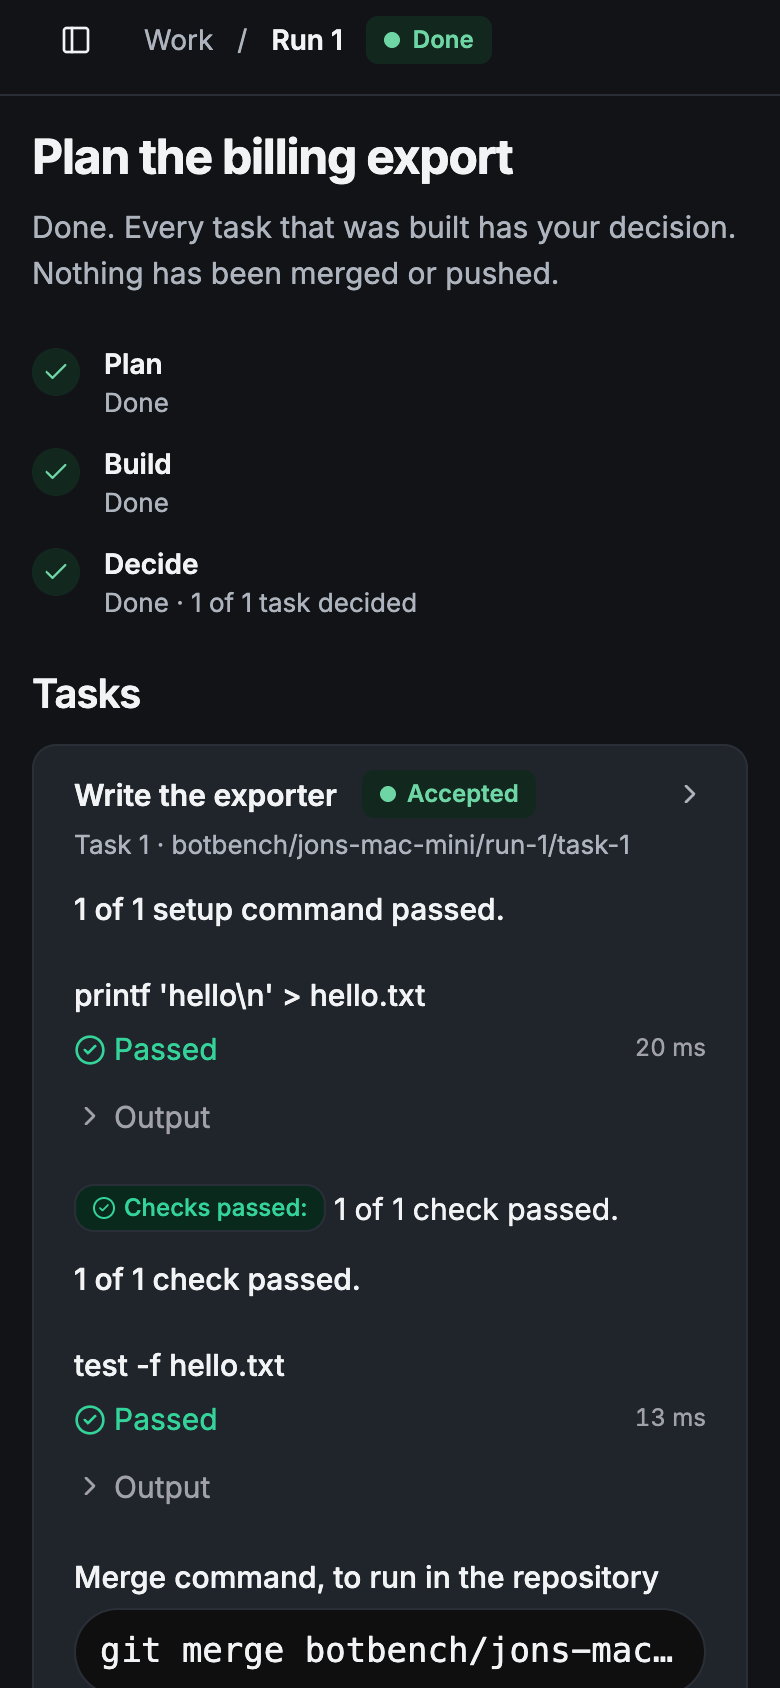 Work / Run 1 Done
Plan the billing export
Done. Every task that was built has your decision.
Nothing has been merged or pushed.
Plan
Done
Build
Done
Decide
Done · 1 of 1 task decided
Tasks
Write the exporter Accepted
Task 1 · botbench/jons-mac-mini/run-1/task-1
1 of 1 setup command passed.
printf 'hello\n' > hello.txt
Passed 20 ms
Output
Checks passed: 1 of 1 check passed.
1 of 1 check passed.
test -f hello.txt
Passed 13 ms
Output
Merge command, to run in the repository
git merge botbench/jons-mac…